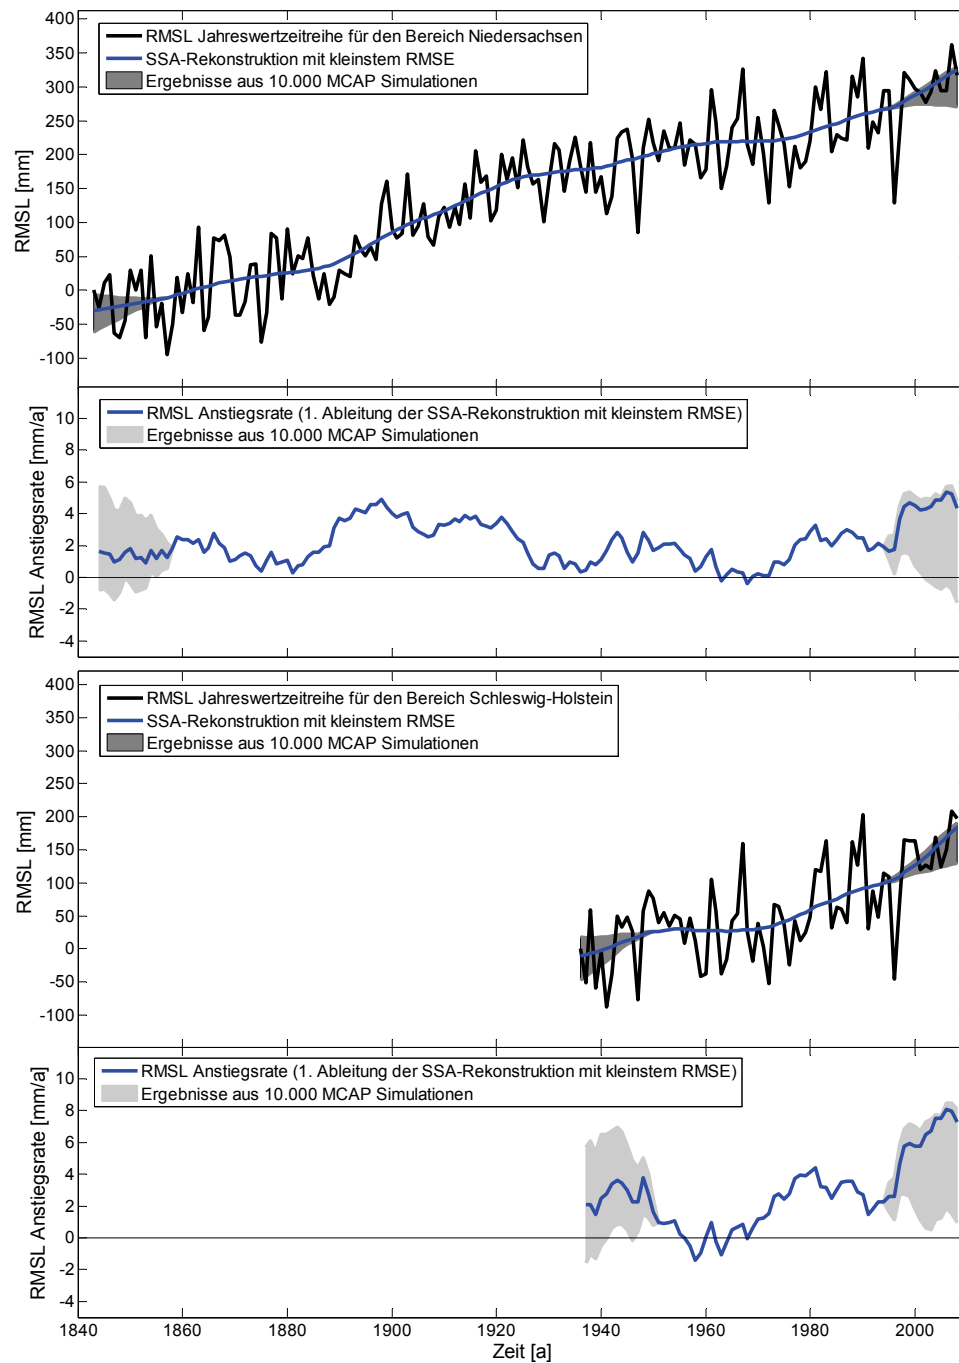 400
300
200
100
0
-100
350
250
150
50
-50
RMSL [mm]
RMSL Jahreswertzeitreihe für den Bereich Niedersachsen
SSA-Rekonstruktion mit kleinstem RMSE
Ergebnisse aus 10.000 MCAP Simulationen
10
8
6
4
2
0
-2
-4
RMSL Anstiegsrate [mm/a]
RMSL Anstiegsrate (1. Ableitung der SSA-Rekonstruktion mit kleinstem RMSE)
Ergebnisse aus 10.000 MCAP Simulationen
400
350
300
250
200
150
100
50
0
-50
-100
RMSL [mm]
RMSL Jahreswertzeitreihe für den Bereich Schleswig-Holstein
SSA-Rekonstruktion mit kleinstem RMSE
Ergebnisse aus 10.000 MCAP Simulationen
10
8
6
4
2
0
-2
-4
RMSL Anstiegsrate [mm/a]
RMSL Anstiegsrate (1. Ableitung der SSA-Rekonstruktion mit kleinstem RMSE)
Ergebnisse aus 10.000 MCAP Simulationen
1840 1860 1880 1900 1920 1940 1960 1980 2000
Zeit [a]